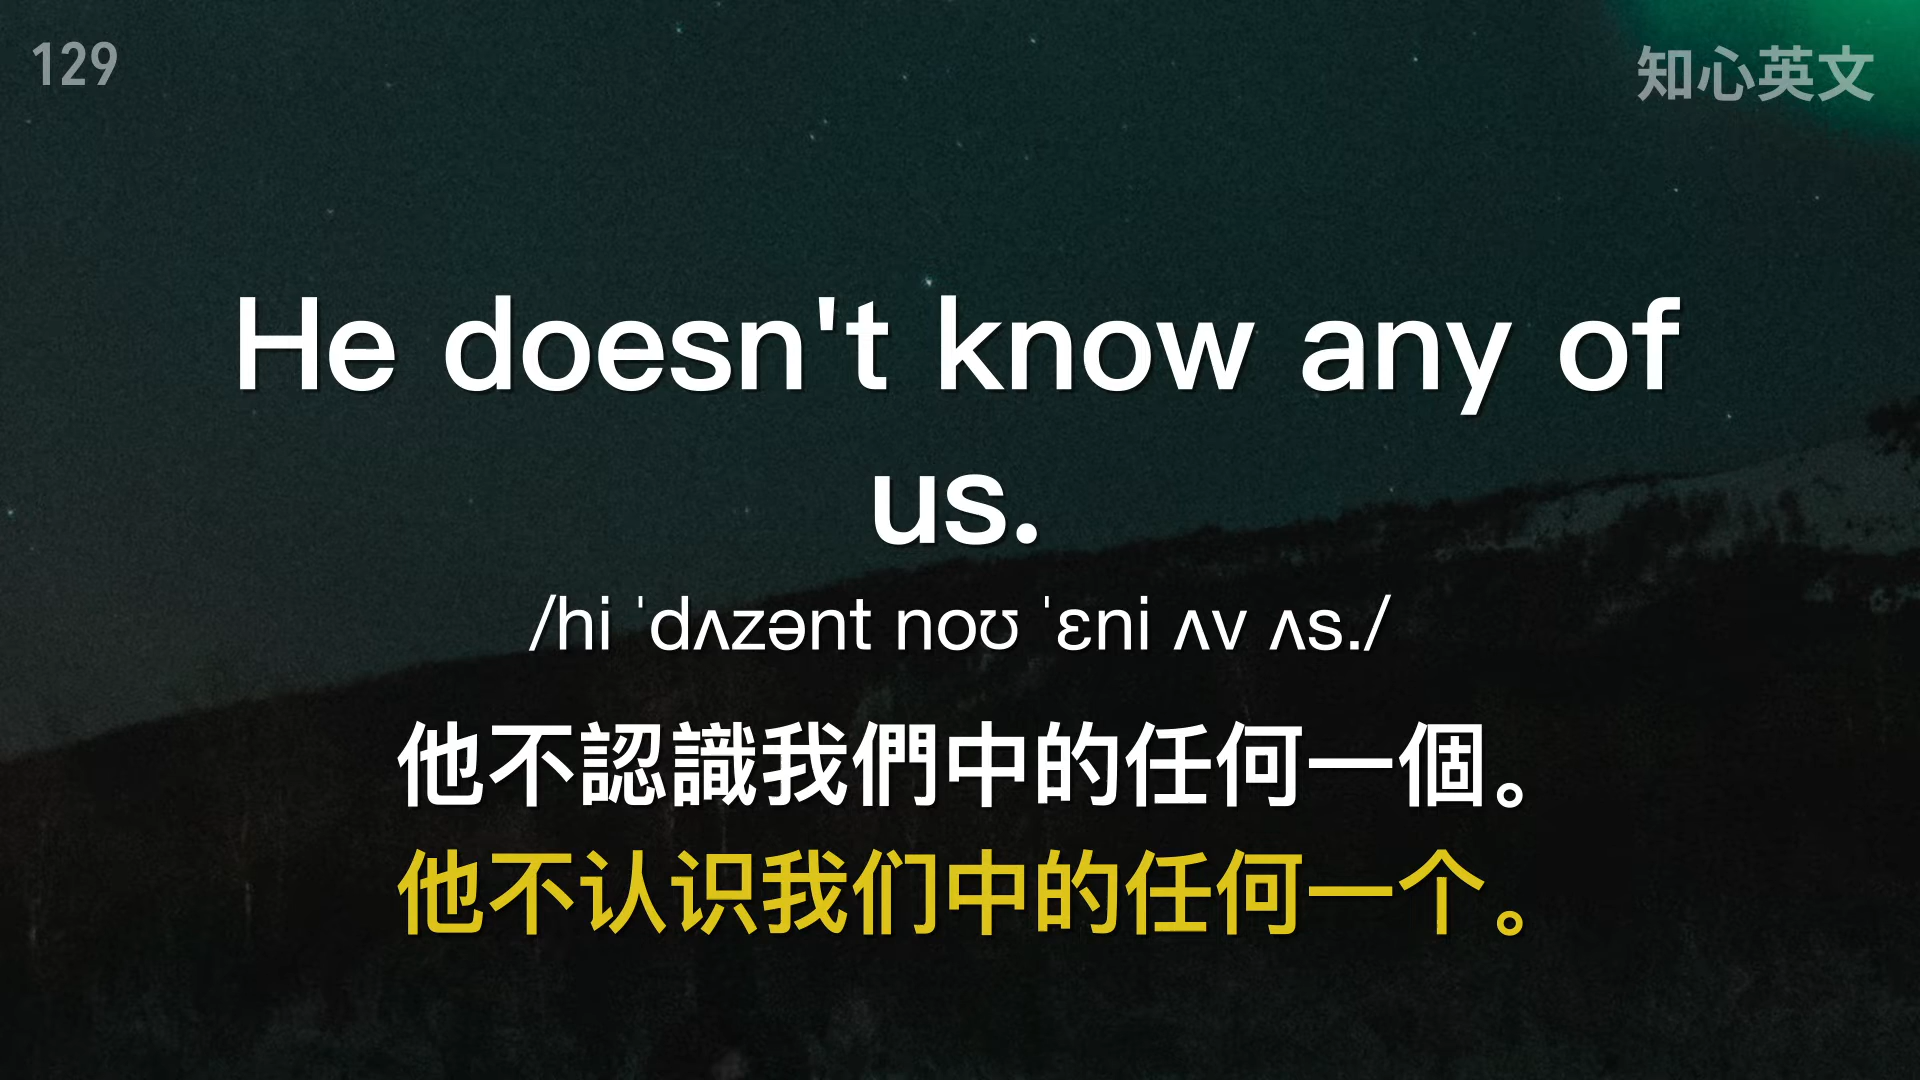 129
知心英文
He doesn't know any of
us.
/hi ˈdʌzənt noʊ ˈɛni ʌv ʌs./
他不認識我們中的任何一個。
他不认识我们中的任何一个。